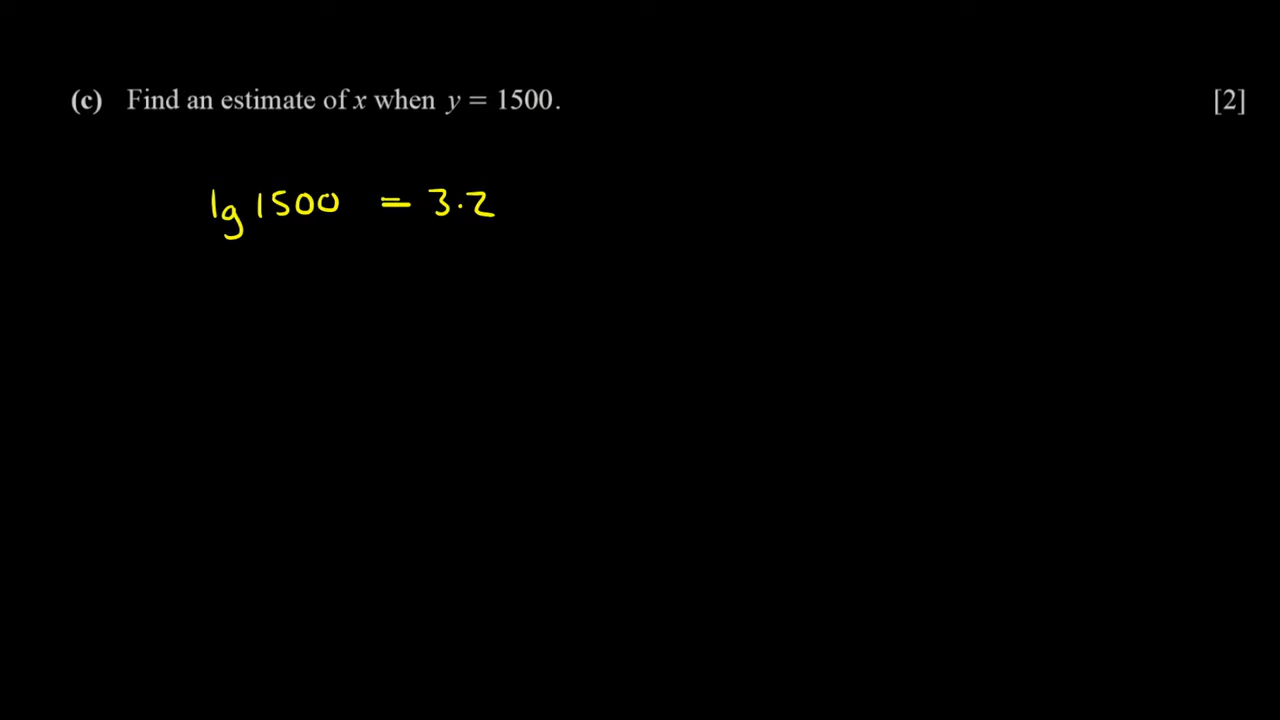 (c) Find an estimate of x when y = 1500. [2]
lg 1500 = 3.2